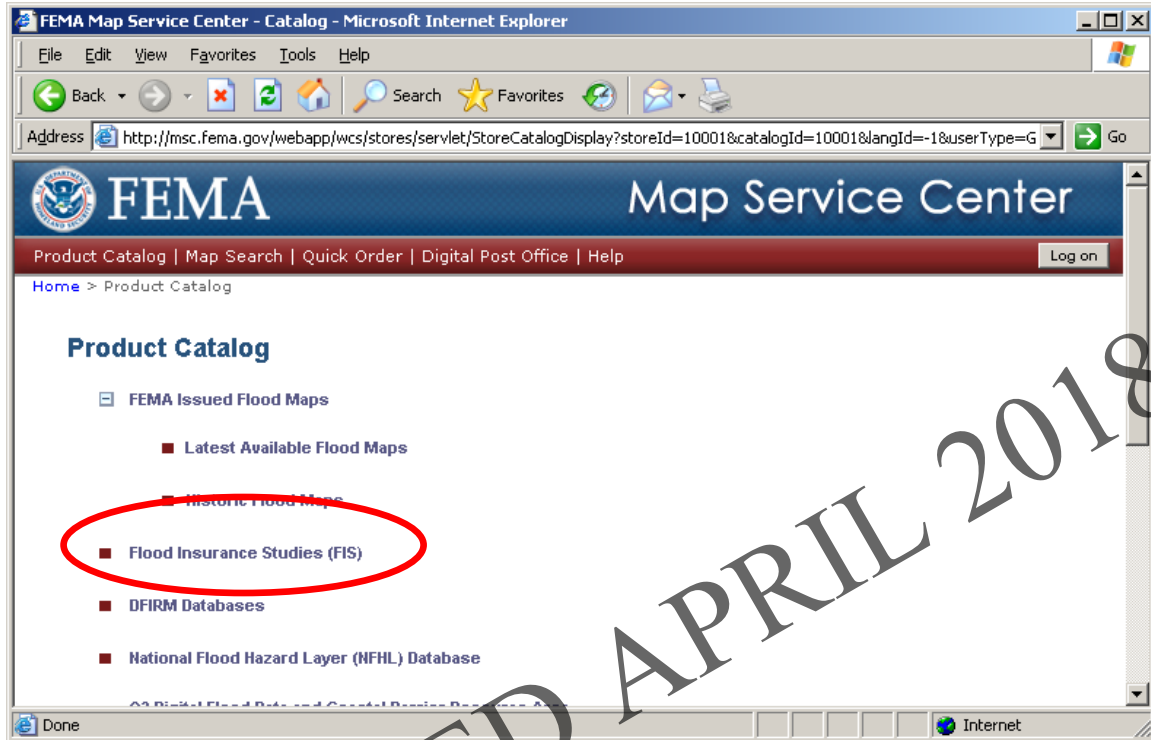 FEMA Map Service Center - Catalog - Microsoft Internet Explorer
File Edit View Favorites Tools Help
Back Search Favorites
Address http://msc.fema.gov/webapp/wcs/stores/servlet/StoreCatalogDisplay?storeId=10001&catalogId=10001&langId=-1&userType=G Go
FEMA Map Service Center
Product Catalog | Map Search | Quick Order | Digital Post Office | Help Log on
Home > Product Catalog
Product Catalog
FEMA Issued Flood Maps
Latest Available Flood Maps
Historic Flood Maps
Flood Insurance Studies (FIS)
DFIRM Databases
National Flood Hazard Layer (NFHL) Database
ED APRIL 2018
Done Internet